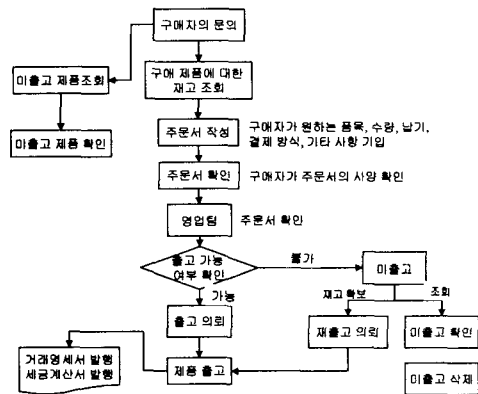 구매자의 문의
미출고 제품조회
구매 제품에 대한
재고 조회
미출고 제품 확인
주문서 작성
구매자가 원하는 품목, 수량, 납기,
결제 방식, 기타 사항 기입
주문서 확인
구매자가 주문서의 사양 확인
영업팀
주문서 확인
출고 가능
여부 확인
불가
미출고
가능
재고 확보
조회
출고 의뢰
재출고 의뢰
미출고 확인
거래명세서 발행
세금계산서 발행
제품 출고
미출고 삭제